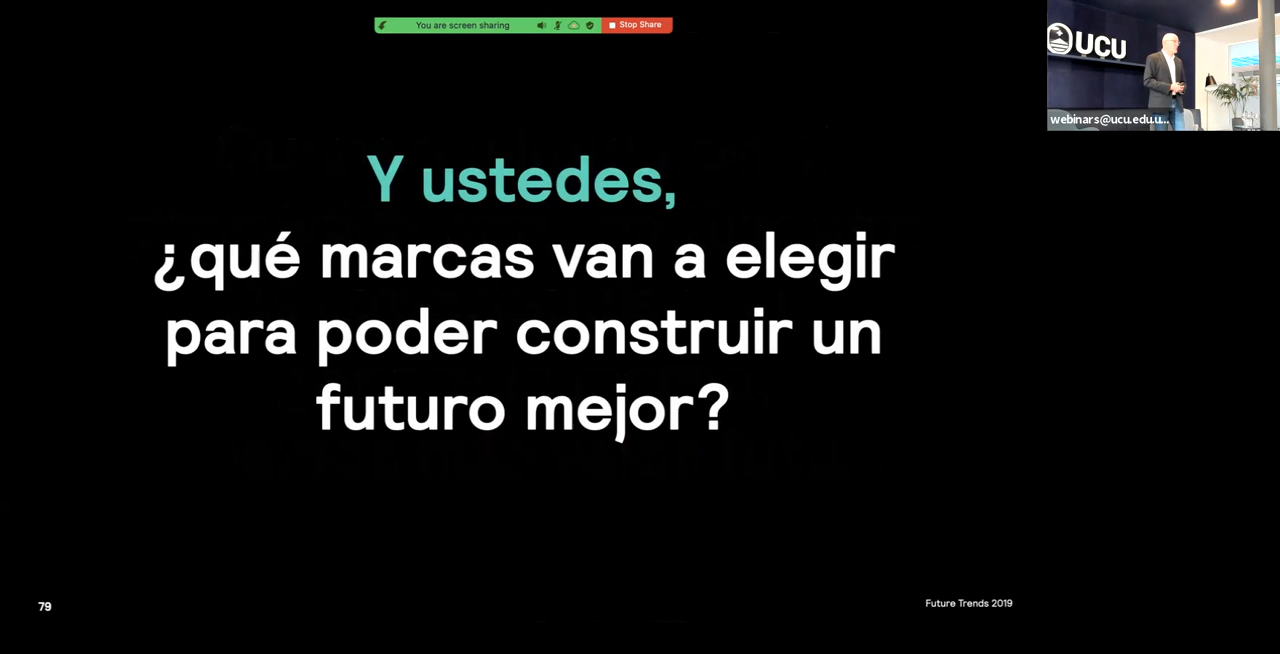 You are screen sharing
Stop Share
UCU
webinars@ucu.edu.u...
Y ustedes,
¿qué marcas van a elegir
para poder construir un
futuro mejor?
79
Future Trends 2019